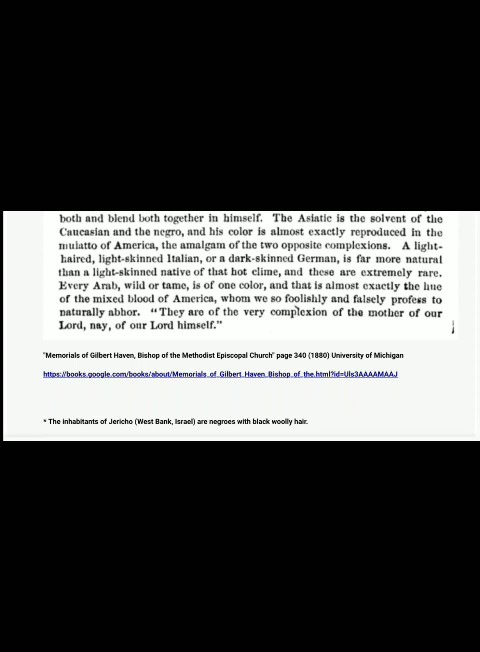 both and blend both together in himself. The Asiatic is the solvent of the
Caucasian and the negro, and his color is almost exactly reproduced in the
mulatto of America, the amalgam of the two opposite complexions. A light-
haired, light-skinned Italian, or a dark-skinned German, is far more natural
than a light-skinned native of that hot clime, and these are extremely rare.
Every Arab, wild or tame, is of one color, and that is almost exactly the hue
of the mixed blood of America, whom we so foolishly and falsely profess to
naturally abhor. "They are of the very complexion of the mother of our
Lord, nay, of our Lord himself."
"Memorials of Gilbert Haven, Bishop of the Methodist Episcopal Church" page 340 (1880) University of Michigan
https://books.google.com/books/about/Memorials_of_Gilbert_Haven_Bishop_of_the.html?id=Uls3AAAAMAAJ
* The inhabitants of Jericho (West Bank, Israel) are negroes with black woolly hair.